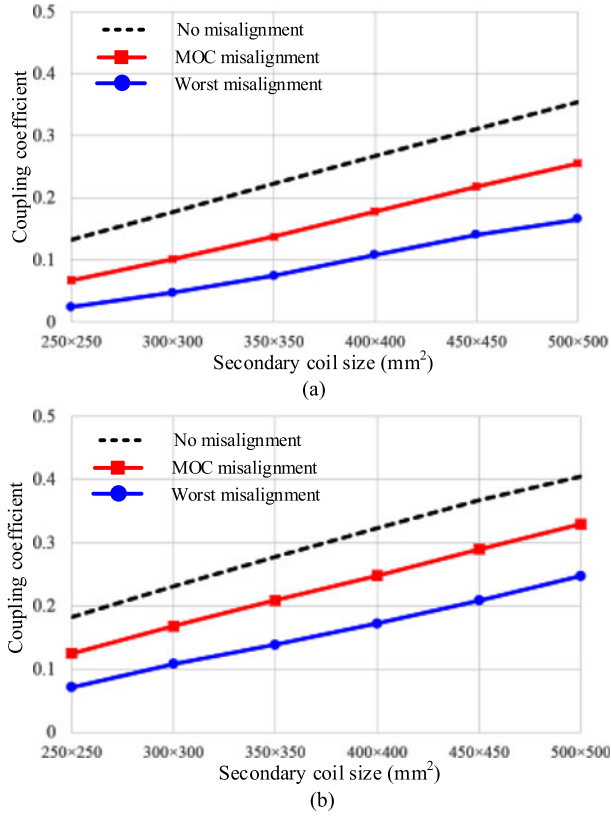 0.5
No misalignment
0.4
MOC misalignment
Worst misalignment
0.3
Coupling coefficient
0.2
0.1
0
250×250 300×300 350×350 400×400 450×450 500×500
Secondary coil size (mm²)
(a)
0.5
No misalignment
0.4
MOC misalignment
Worst misalignment
0.3
Coupling coefficient
0.2
0.1
0
250×250 300×300 350×350 400×400 450×450 500×500
Secondary coil size (mm²)
(b)